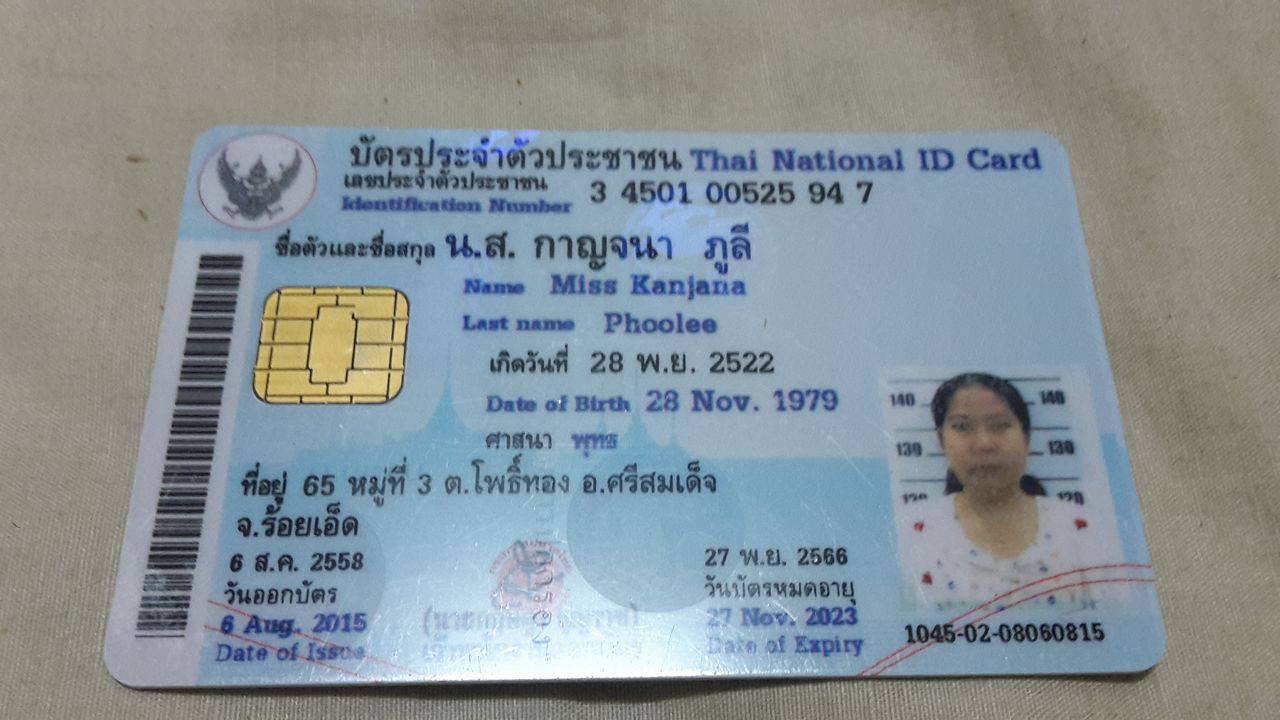 บัตรประจำตัวประชาชน Thai National ID Card
เลขประจำตัวประชาชน
Identification Number 3 4501 00525 94 7
ชื่อตัวและชื่อสกุล น.ส. กาญจนา ภูลี
Name Miss Kanjana
Last name Phoolee
เกิดวันที่ 28 พ.ย. 2522
Date of Birth 28 Nov. 1979
ศาสนา พุทธ
ที่อยู่ 65 หมู่ที่ 3 ต.โพธิ์ทอง อ.ศรีสมเด็จ
จ.ร้อยเอ็ด
6 ส.ค. 2558
วันออกบัตร
6 Aug. 2015
Date of Issue
27 พ.ย. 2566
วันบัตรหมดอายุ
27 Nov. 2023
Date of Expiry
140 140
130 130
120 120
1045-02-08060815